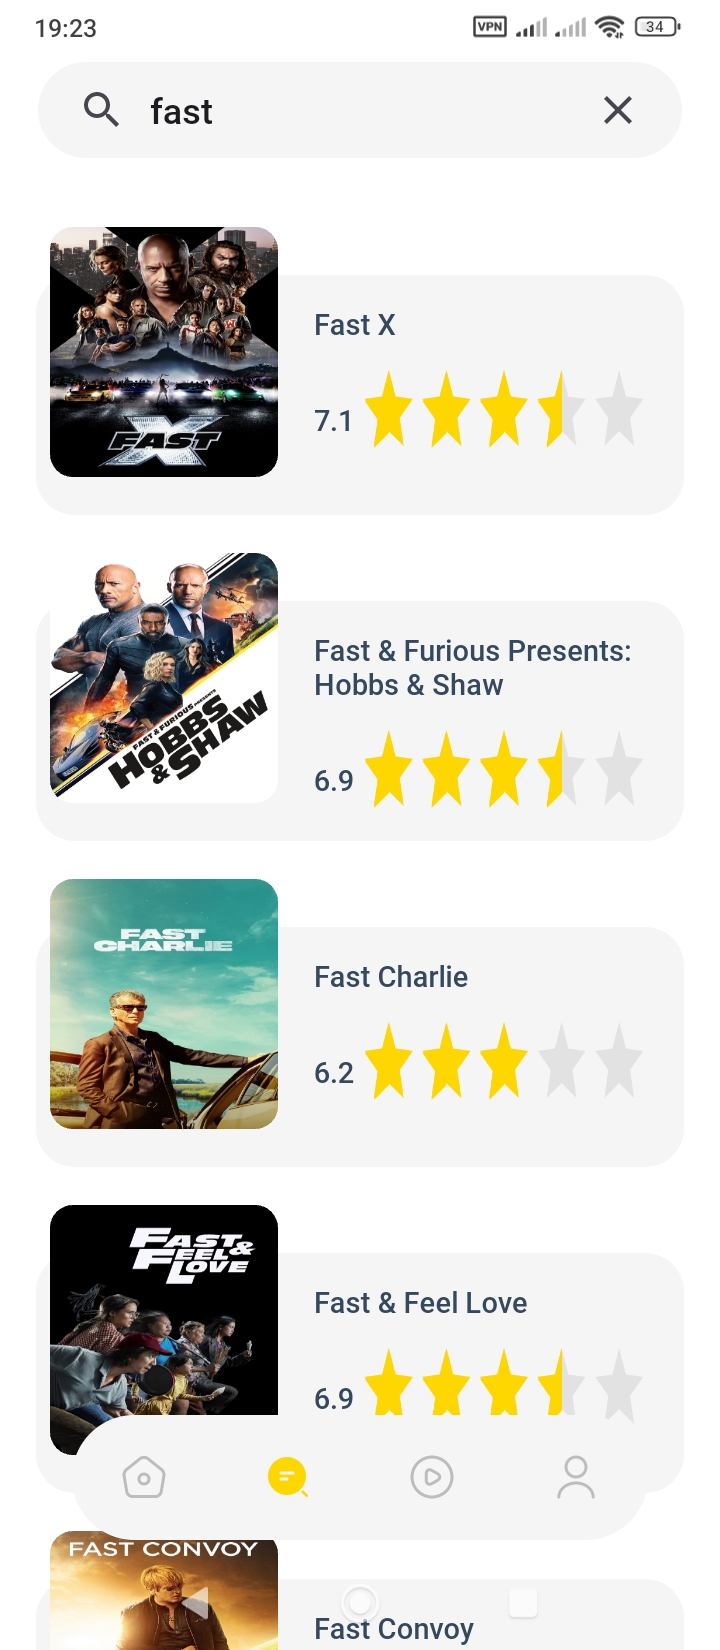 19:23
VPN
34
fast
FAST
X
Fast X
7.1
FAST & FURIOUS PRESENTS
HOBBS
& SHAW
Fast & Furious Presents:
Hobbs & Shaw
6.9
FAST
CHARLIE
Fast Charlie
6.2
FAST &
FEEL
LOVE
Fast & Feel Love
6.9
FAST CONVOY
Fast Convoy